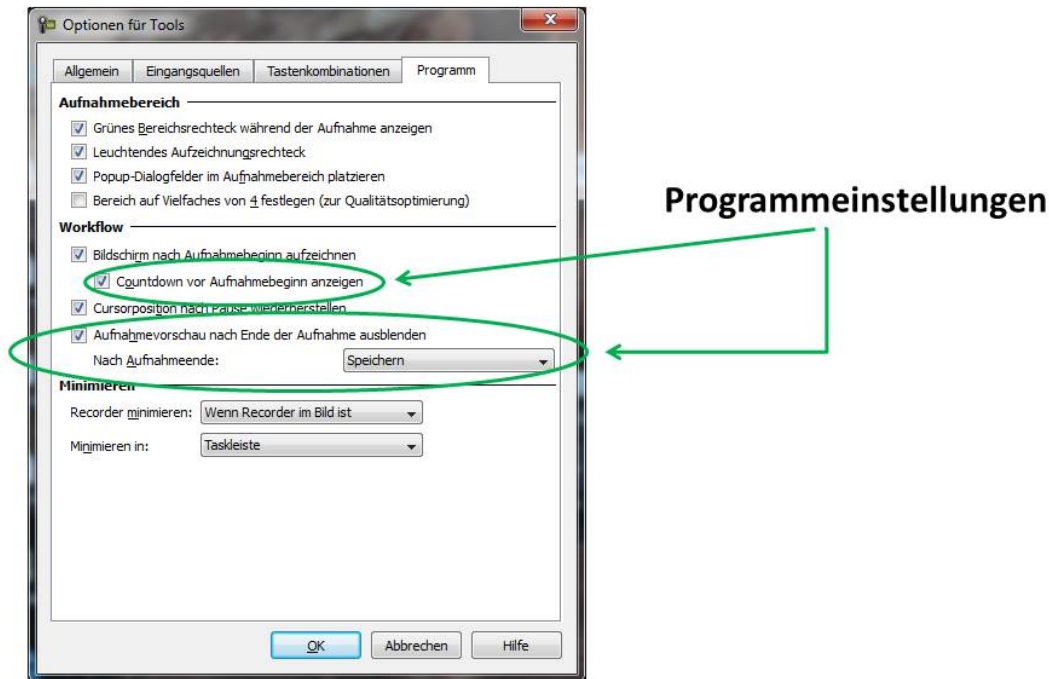 Optionen für Tools
Allgemein Eingangsquellen Tastenkombinationen Programm
Aufnahmebereich
Grünes Bereichsrechteck während der Aufnahme anzeigen
Leuchtendes Aufzeichnungsrechteck
Popup-Dialogfelder im Aufnahmebereich platzieren
Bereich auf Vielfaches von 4 festlegen (zur Qualitätsoptimierung)
Programmeinstellungen
Workflow
Bildschirm nach Aufnahmebeginn aufzeichnen
Countdown vor Aufnahmebeginn anzeigen
Cursorposition nach Pause wiederherstellen
Aufnahmevorschau nach Ende der Aufnahme ausblenden
Nach Aufnahmeende: Speichern
Minimieren
Recorder minimieren: Wenn Recorder im Bild ist
Minimieren in: Taskleiste
OK Abbrechen Hilfe